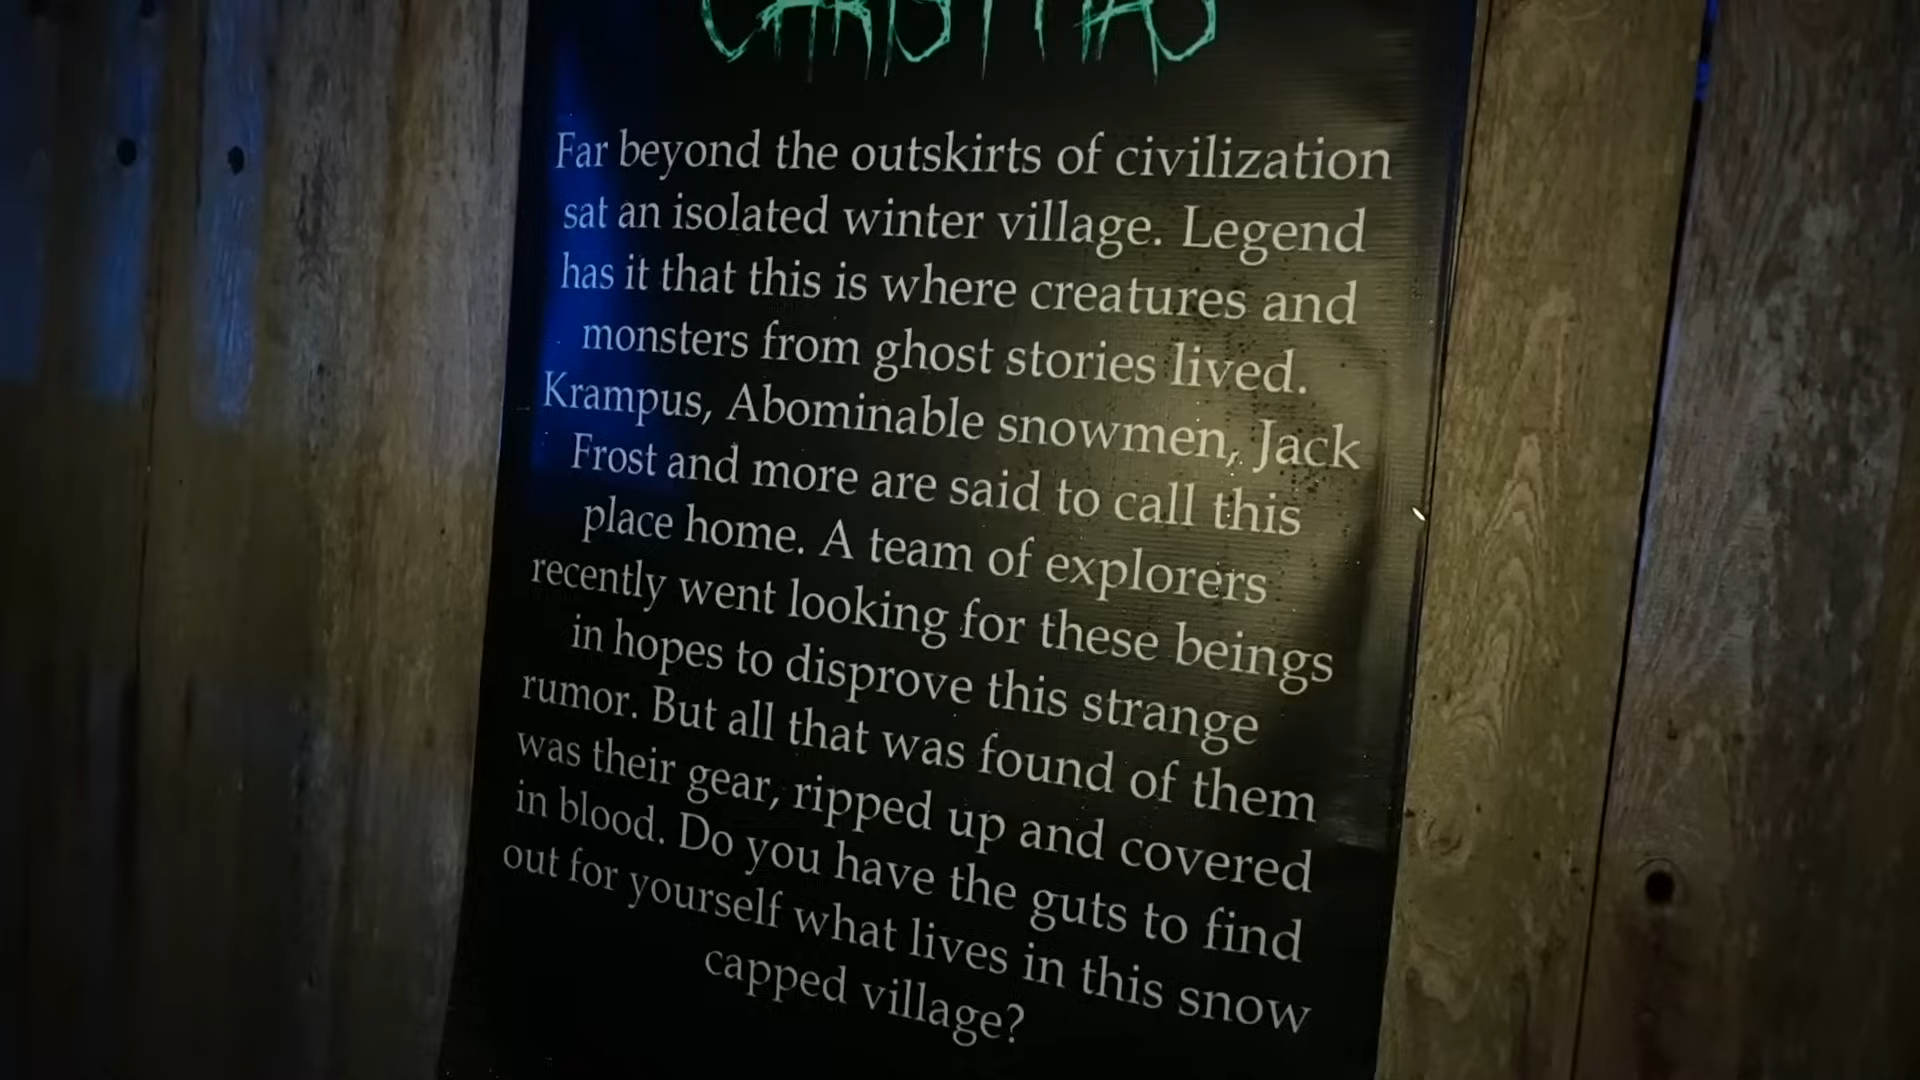 CHRISTMAS
Far beyond the outskirts of civilization
sat an isolated winter village. Legend
has it that this is where creatures and
monsters from ghost stories lived.
Krampus, Abominable snowmen, Jack
Frost and more are said to call this
place home. A team of explorers
recently went looking for these beings
in hopes to disprove this strange
rumor. But all that was found of them
was their gear, ripped up and covered
in blood. Do you have the guts to find
out for yourself what lives in this snow
capped village?